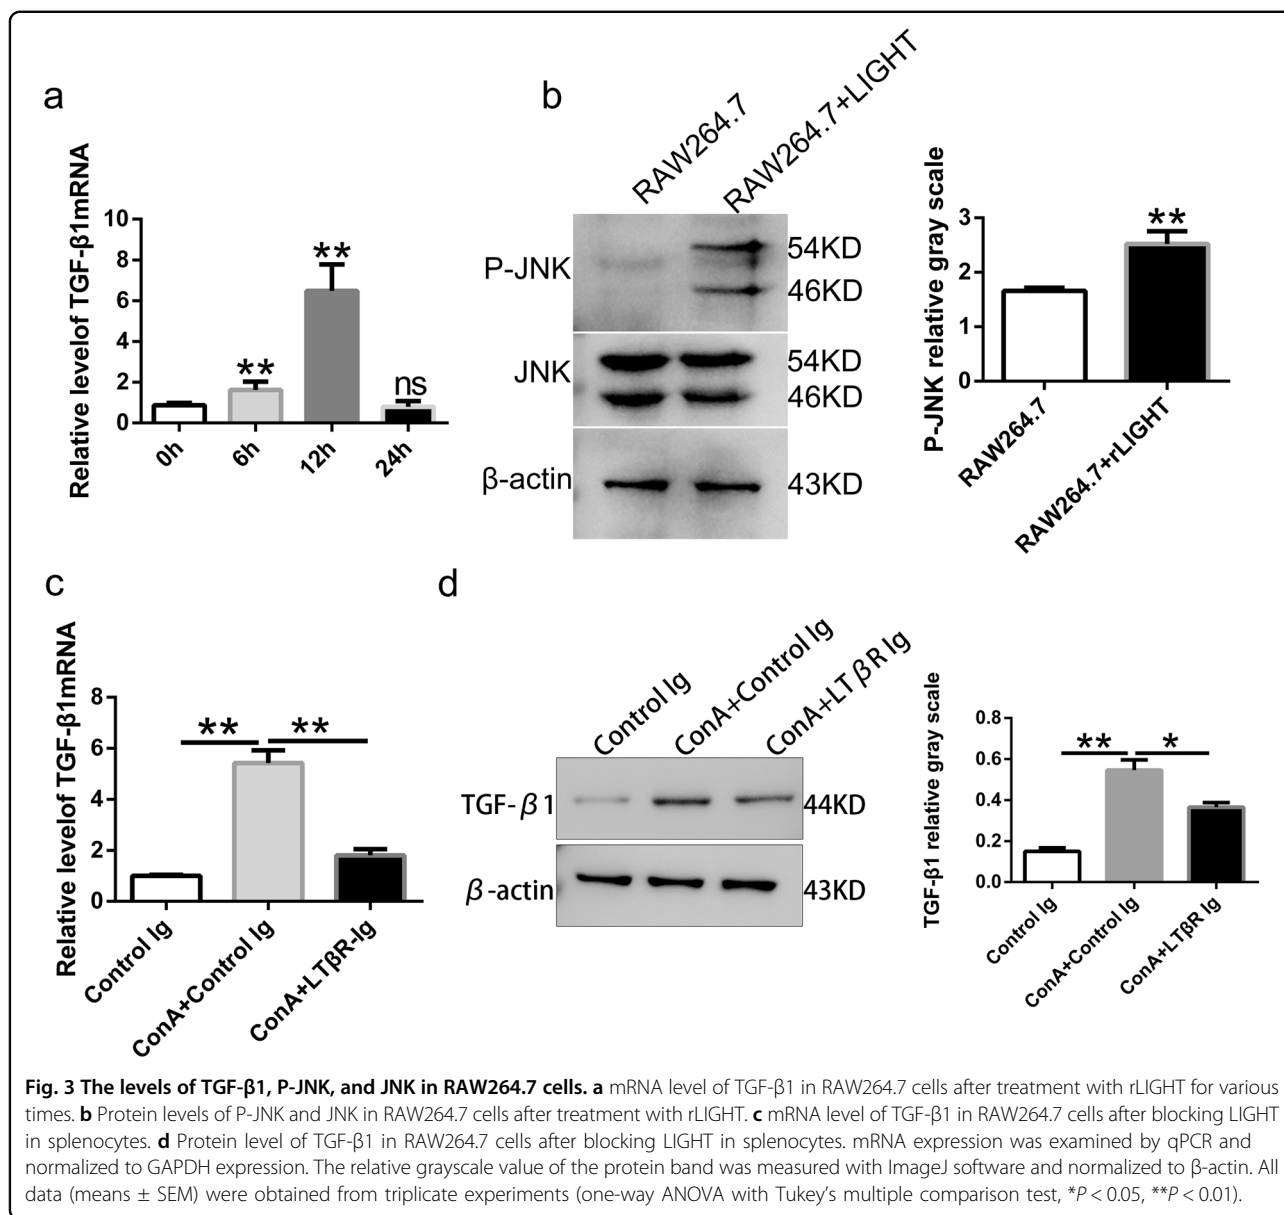 a
Relative levelof TGF-β1mRNA
10
8
6
4
2
0
**
**
ns
0h
6h
12h
24h
b
RAW264.7
RAW264.7+LIGHT
P-JNK
54KD
46KD
JNK
54KD
46KD
β-actin
43KD
P-JNK relative gray scale
3
2
1
0
**
RAW264.7
RAW264.7+rLIGHT
c
Relative levelof TGF-β1mRNA
8
6
4
2
0
**
**
Control Ig
ConA+Control Ig
ConA+LTβR-Ig
d
Control Ig
ConA+Control Ig
ConA+LTβR Ig
TGF-β1
44KD
β-actin
43KD
TGF-β1 relative gray scale
0.8
0.6
0.4
0.2
0.0
**
*
Control Ig
ConA+Control Ig
ConA+LTβR Ig
Fig. 3 The levels of TGF-β1, P-JNK, and JNK in RAW264.7 cells. a mRNA level of TGF-β1 in RAW264.7 cells after treatment with rLIGHT for various
times. b Protein levels of P-JNK and JNK in RAW264.7 cells after treatment with rLIGHT. c mRNA level of TGF-β1 in RAW264.7 cells after blocking LIGHT
in splenocytes. d Protein level of TGF-β1 in RAW264.7 cells after blocking LIGHT in splenocytes. mRNA expression was examined by qPCR and
normalized to GAPDH expression. The relative grayscale value of the protein band was measured with ImageJ software and normalized to β-actin. All
data (means ± SEM) were obtained from triplicate experiments (one-way ANOVA with Tukey's multiple comparison test, *P < 0.05, **P < 0.01).